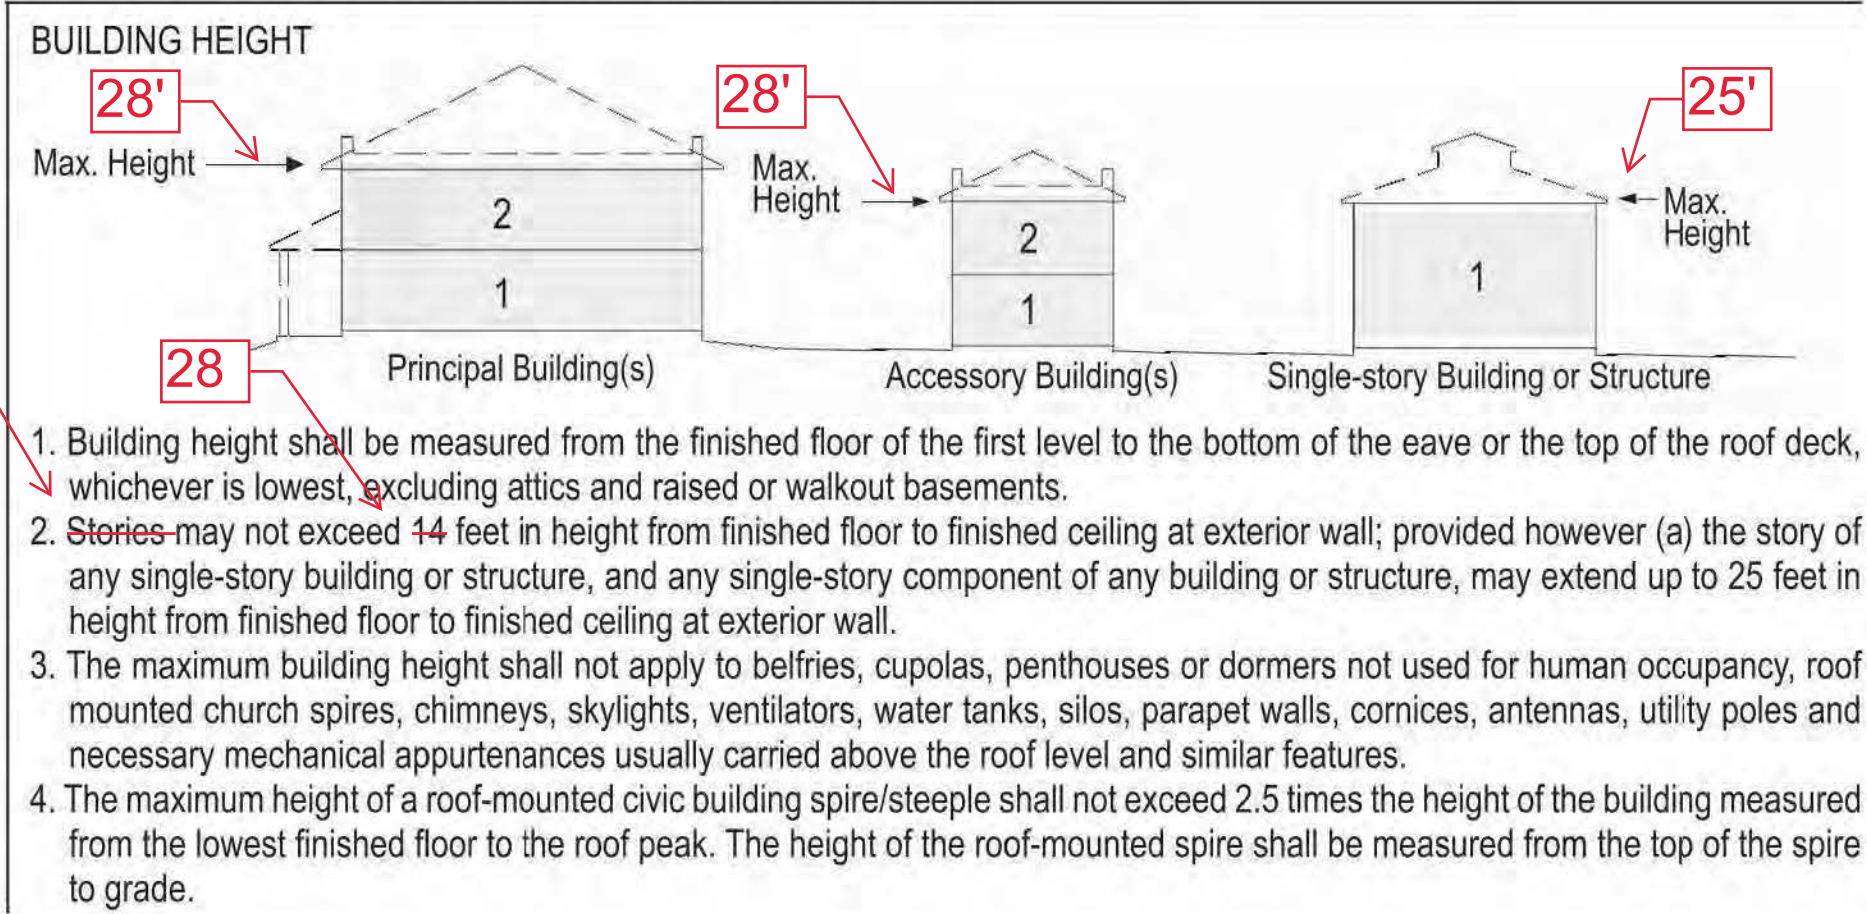 BUILDING HEIGHT
28'
Max. Height
2
1
Principal Building(s)
28'
Max.
Height
2
1
Accessory Building(s)
25'
Max.
Height
1
Single-story Building or Structure
28
1. Building height shall be measured from the finished floor of the first level to the bottom of the eave or the top of the roof deck,
whichever is lowest, excluding attics and raised or walkout basements.
2. Stories may not exceed 14 feet in height from finished floor to finished ceiling at exterior wall; provided however (a) the story of
any single-story building or structure, and any single-story component of any building or structure, may extend up to 25 feet in
height from finished floor to finished ceiling at exterior wall.
3. The maximum building height shall not apply to belfries, cupolas, penthouses or dormers not used for human occupancy, roof
mounted church spires, chimneys, skylights, ventilators, water tanks, silos, parapet walls, cornices, antennas, utility poles and
necessary mechanical appurtenances usually carried above the roof level and similar features.
4. The maximum height of a roof-mounted civic building spire/steeple shall not exceed 2.5 times the height of the building measured
from the lowest finished floor to the roof peak. The height of the roof-mounted spire shall be measured from the top of the spire
to grade.